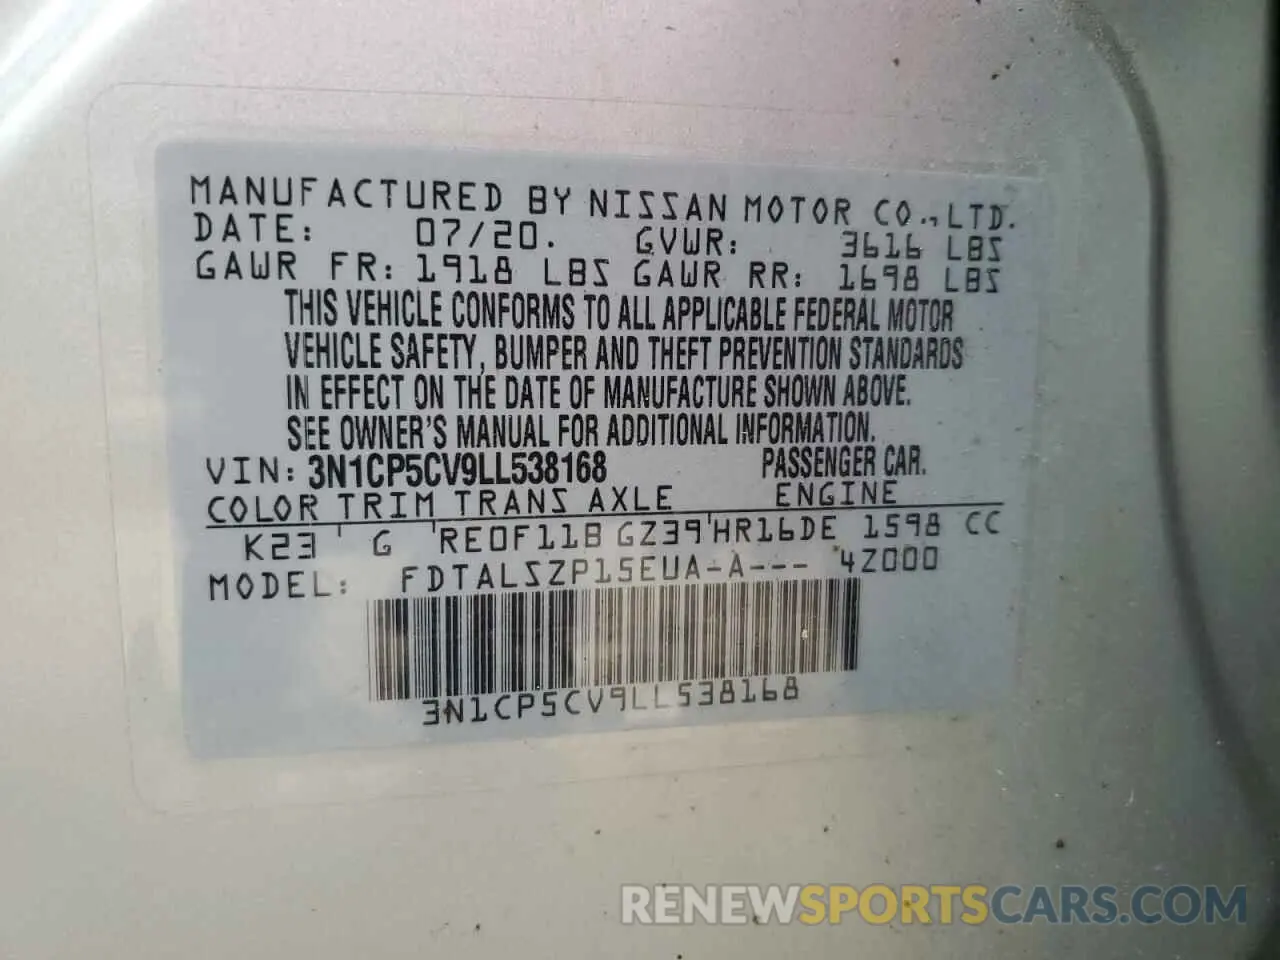 MANUFACTURED BY NISSAN MOTOR CO., LTD.
DATE: 07/20. GVWR: 3616 LBS
GAWR FR: 1918 LBS GAWR RR: 1698 LBS
THIS VEHICLE CONFORMS TO ALL APPLICABLE FEDERAL MOTOR
VEHICLE SAFETY, BUMPER AND THEFT PREVENTION STANDARDS
IN EFFECT ON THE DATE OF MANUFACTURE SHOWN ABOVE.
SEE OWNER'S MANUAL FOR ADDITIONAL INFORMATION.
VIN: 3N1CP5CV9LL538168 PASSENGER CAR.
COLOR TRIM TRANS AXLE ENGINE
K23 ' G 'RE0F11B GZ39'HR16DE 1598 CC
MODEL: FDTALSZP15EUA-A--- 4Z000
3N1CP5CV9LL538168
RENEWSPORTSCARS.COM